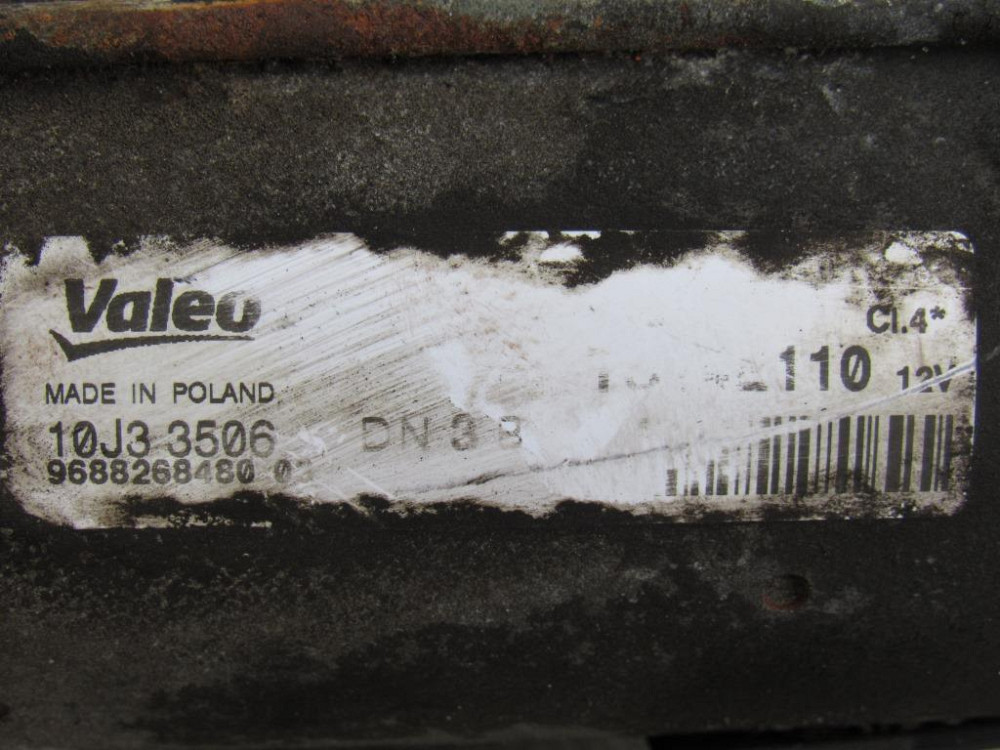 Valeo
Cl.4*
110 12V
MADE IN POLAND
10J3 3506
9688268480